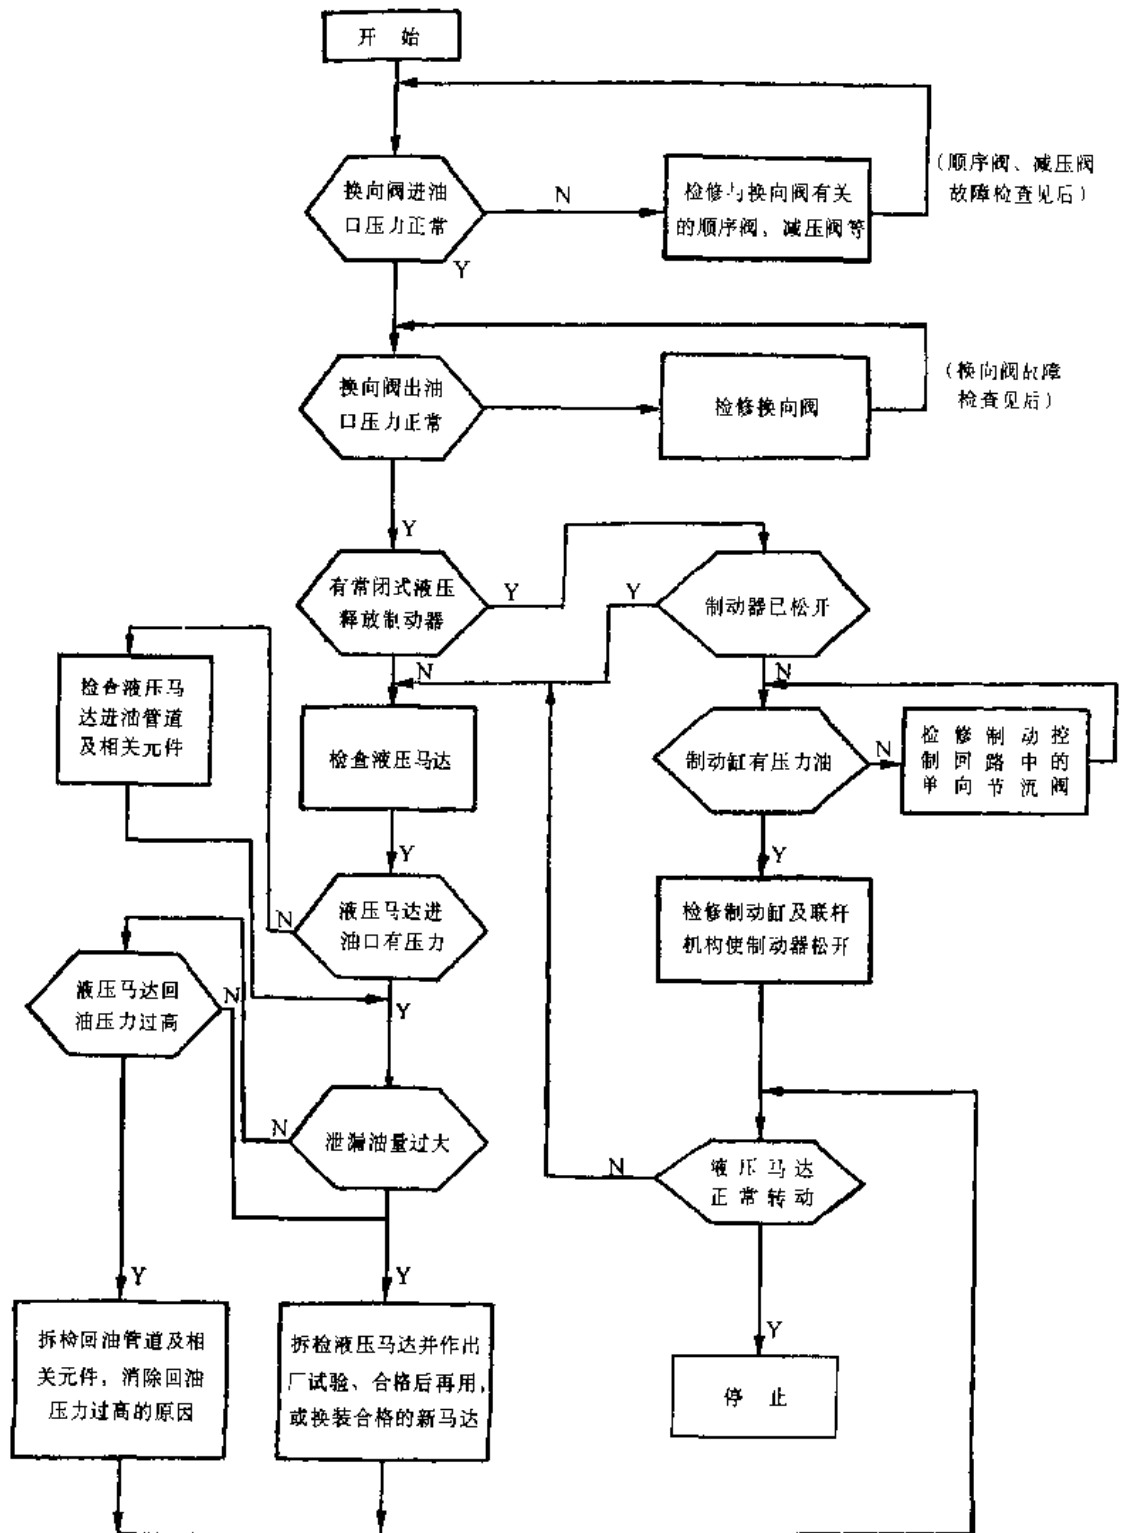 开 始
换向阀进油
口压力正常
N
检修与换向阀有关
的顺序阀、减压阀等
(顺序阀、减压阀
故障检查见后)
Y
换向阀出油
口压力正常
检修换向阀
(换向阀故障
检查见后)
Y
有常闭式液压
释放制动器
Y
Y
制动器已松开
N
N
检查液压马
达进油管道
及相关元件
检查液压马达
制动缸有压力油
N
检修制动控
制回路中的
单向节流阀
Y
Y
液压马达进
油口有压力
N
检修制动缸及联杆
机构使制动器松开
液压马达回
油压力过高
N
Y
泄漏油量过大
N
液压马达
正常转动
N
Y
Y
Y
拆检回油管道及相
关元件,消除回油
压力过高的原因
拆检液压马达并作出
厂试验、合格后再用,
或换装合格的新马达
停 止